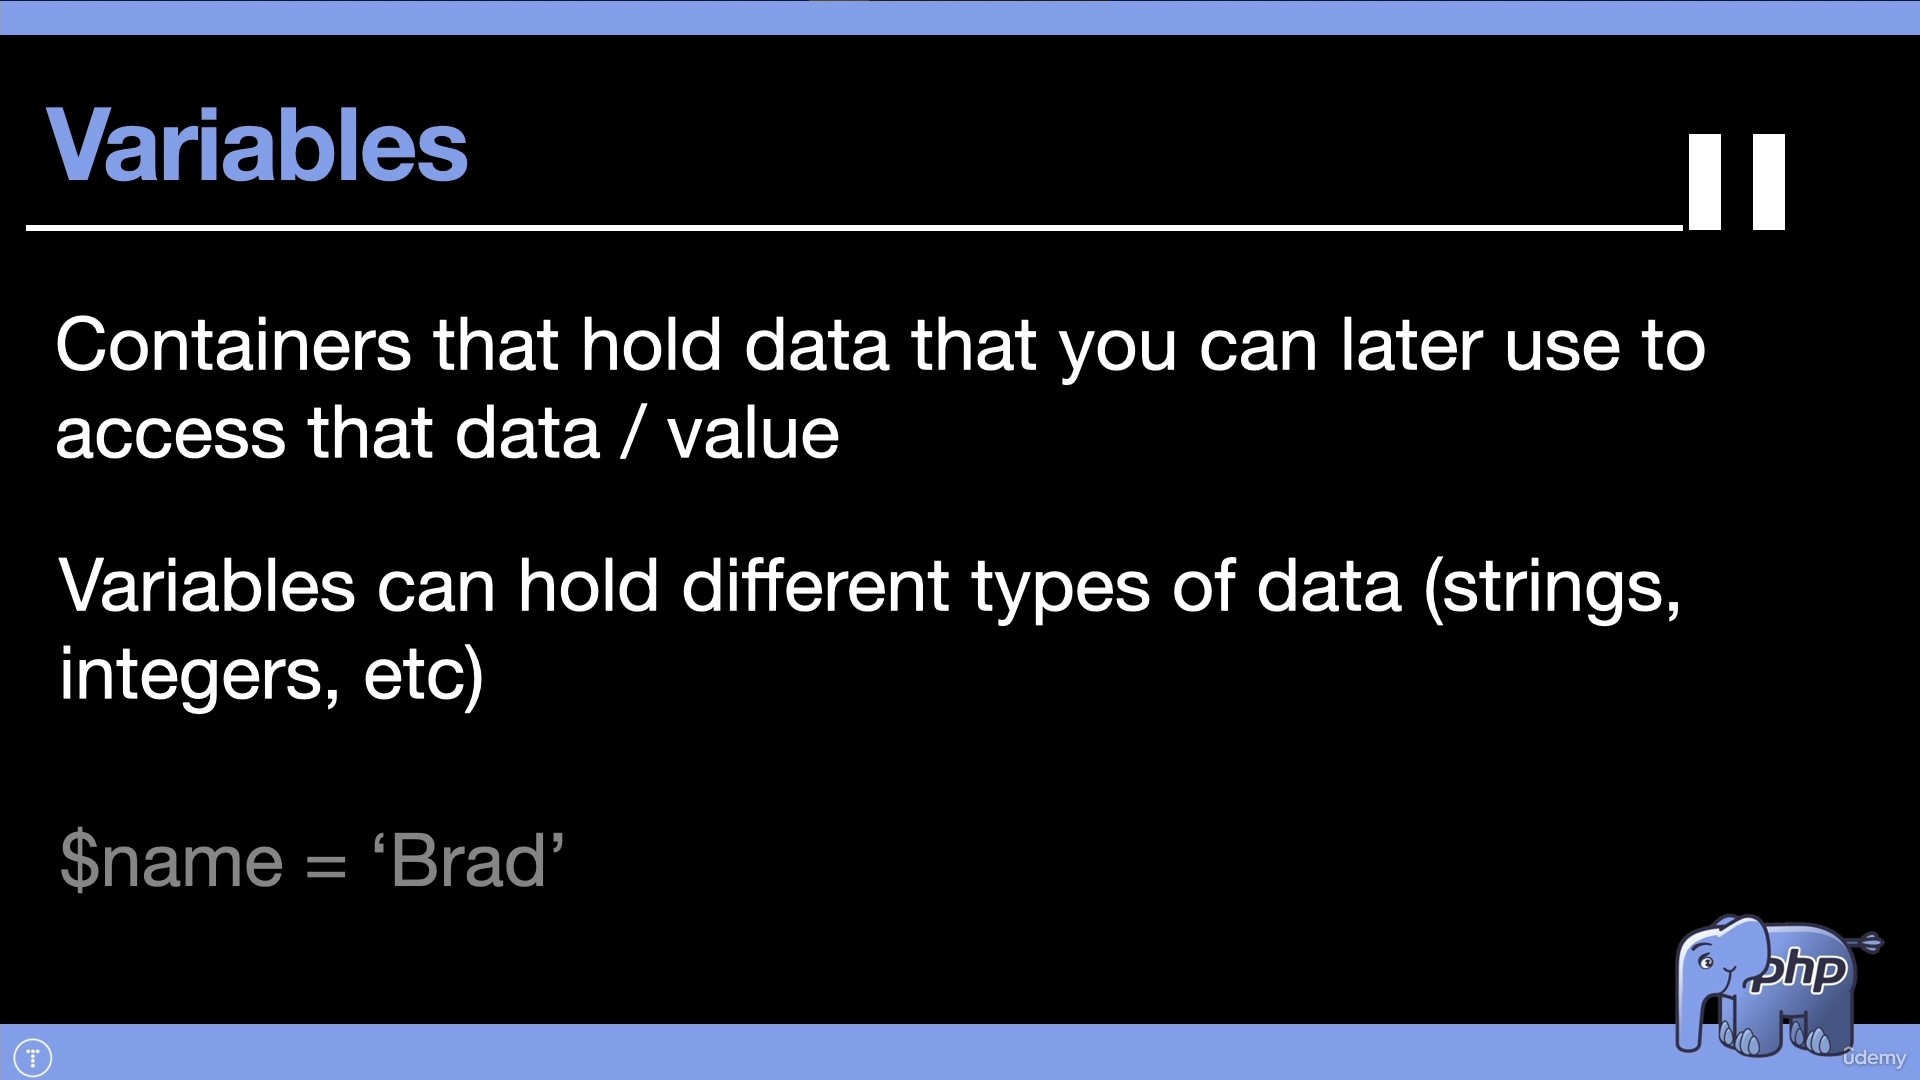 Variables
Containers that hold data that you can later use to
access that data / value
Variables can hold different types of data (strings,
integers, etc)
$name = ‘Brad’
php
ûdemy